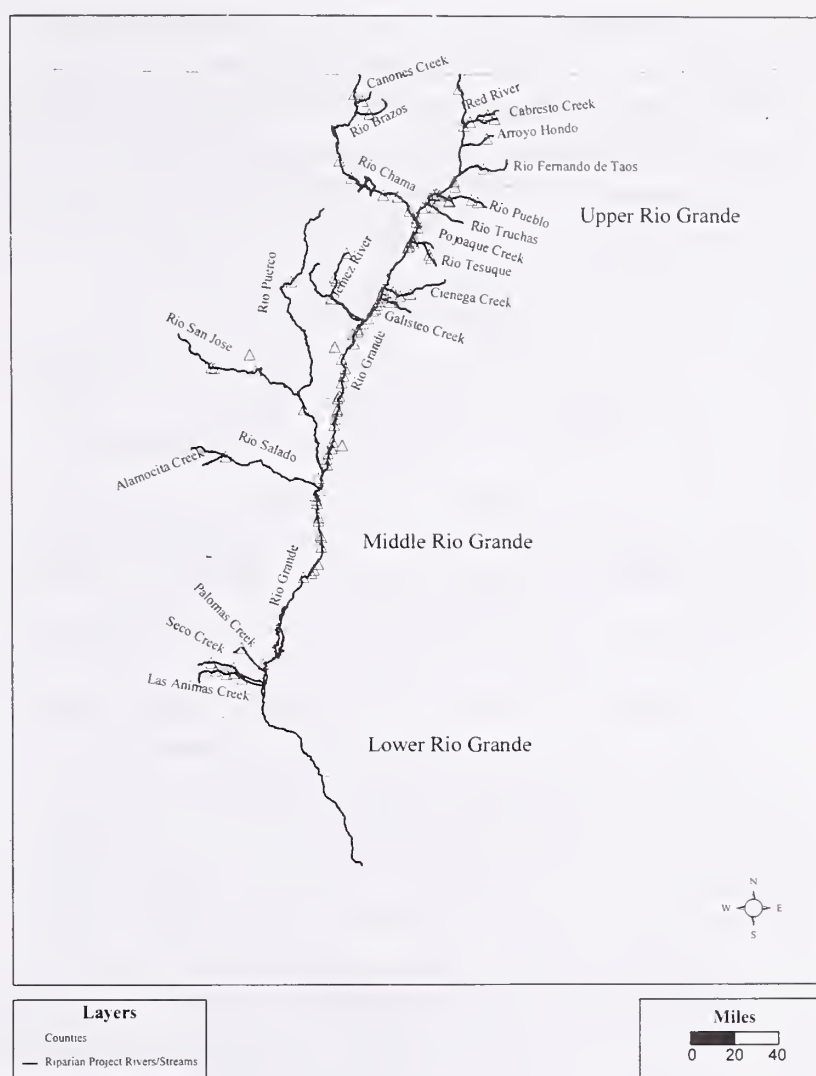 Canones Creek
Red River
Cabresto Creek
Rio Brazos
Arroyo Hondo
Rio Fernando de Taos
Rio Chama
Rio Pueblo
Upper Rio Grande
Rio Truchas
Pojoaque Creek
Rio Tesuque
Jemez River
Rio Puerco
Cienega Creek
Galisteo Creek
Rio San Jose
Rio Grande
Rio Salado
Alamocita Creek
Middle Rio Grande
Rio Grande
Palomas Creek
Seco Creek
Las Animas Creek
Lower Rio Grande
N
W E
S
Layers
Counties
Riparian Project Rivers/Streams
Miles
0 20 40